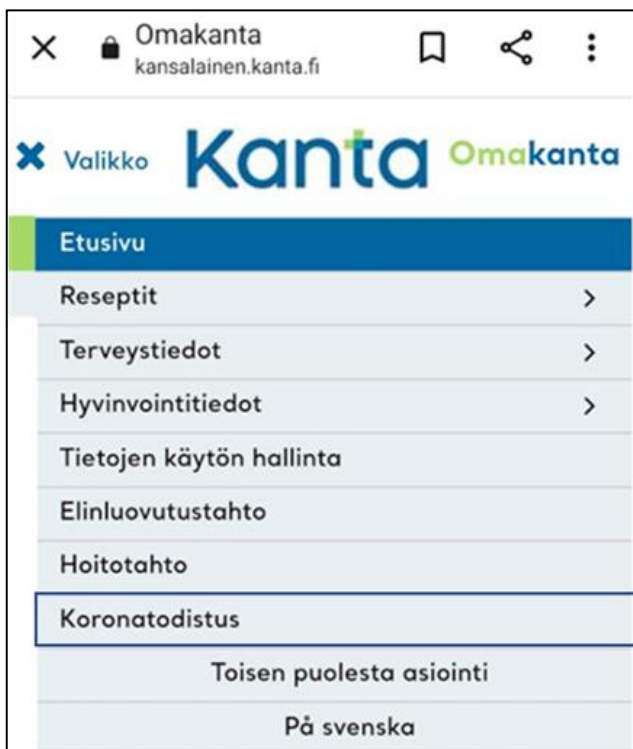 Omakanta
kansalainen.kanta.fi
Valikko Kanta Omakanta
Etusivu
Reseptit
Terveystiedot
Hyvinvointitiedot
Tietojen käytön hallinta
Elinluovutustahto
Hoitotahto
Koronatodistus
Toisen puolesta asiointi
På svenska